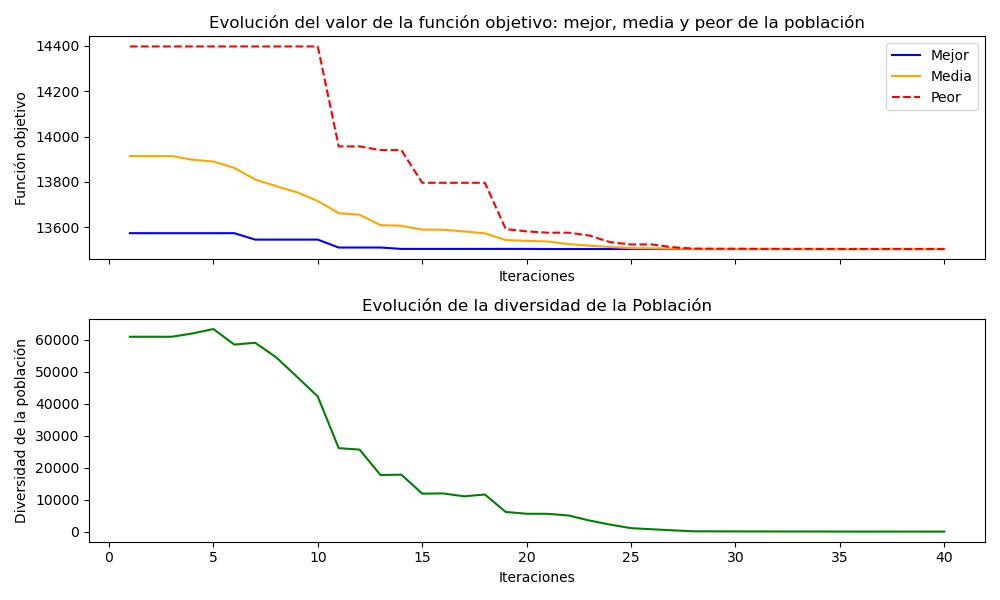 Evolución del valor de la función objetivo: mejor, media y peor de la población
14400
14200
14000
13800
13600
Función objetivo
Mejor
Media
Peor
Iteraciones
Evolución de la diversidad de la Población
60000
50000
40000
30000
20000
10000
0
Diversidad de la población
0 5 10 15 20 25 30 35 40
Iteraciones